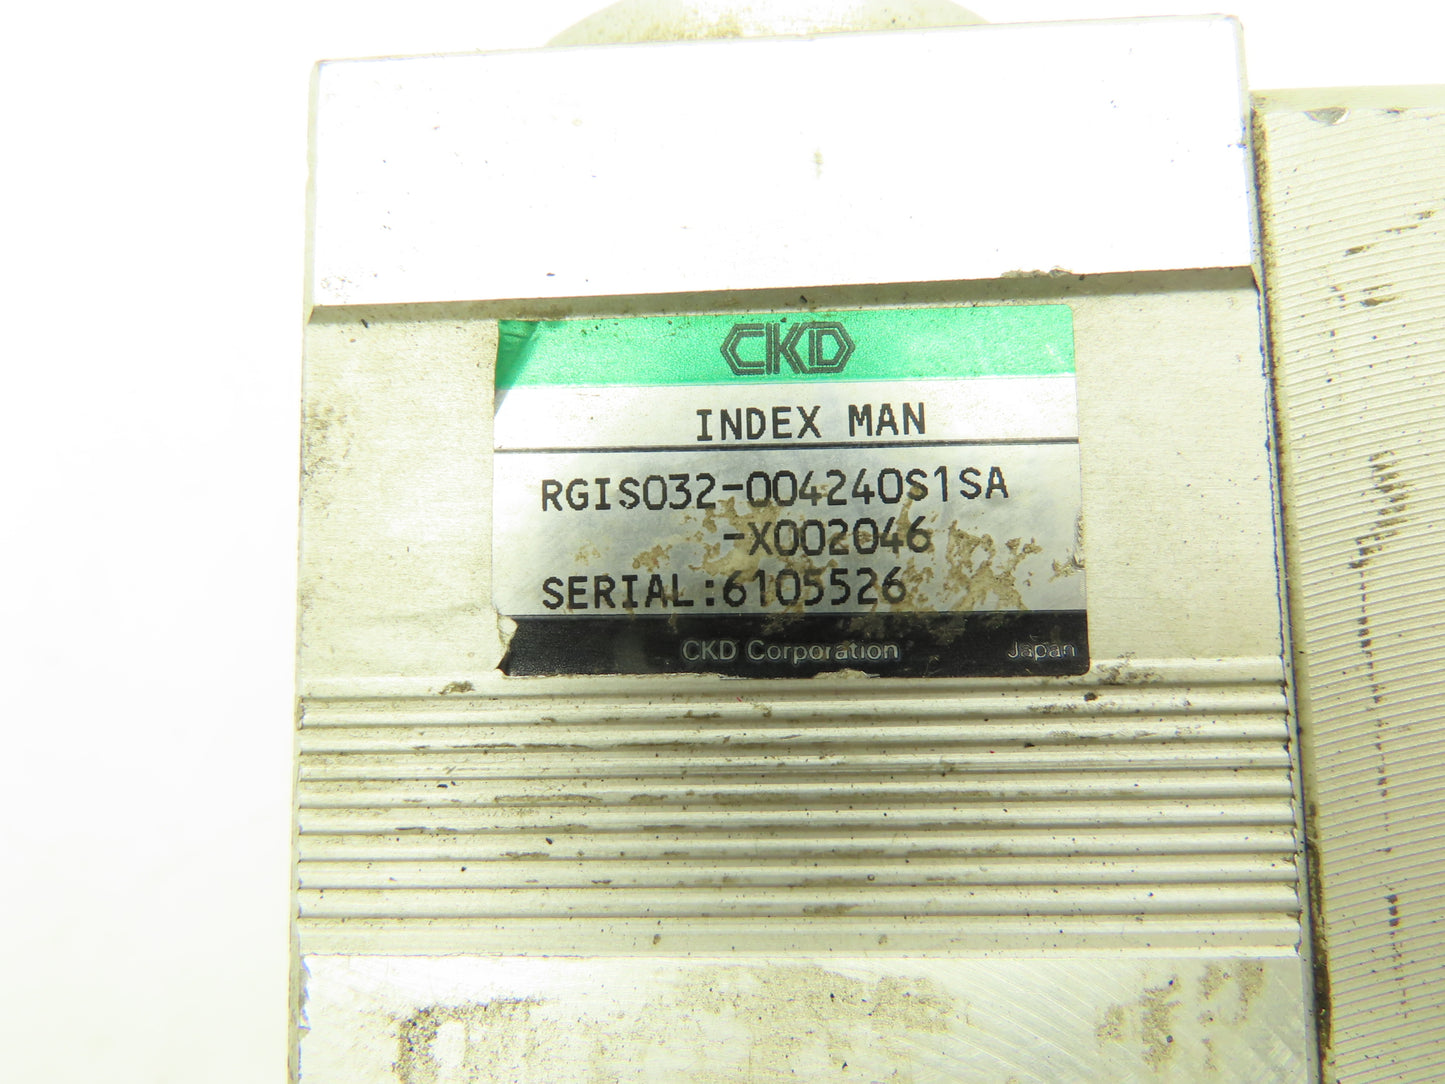 CKD
INDEX MAN
RGIS032-004240S1SA
-X002046
SERIAL:6105526
CKD Corporation Japan